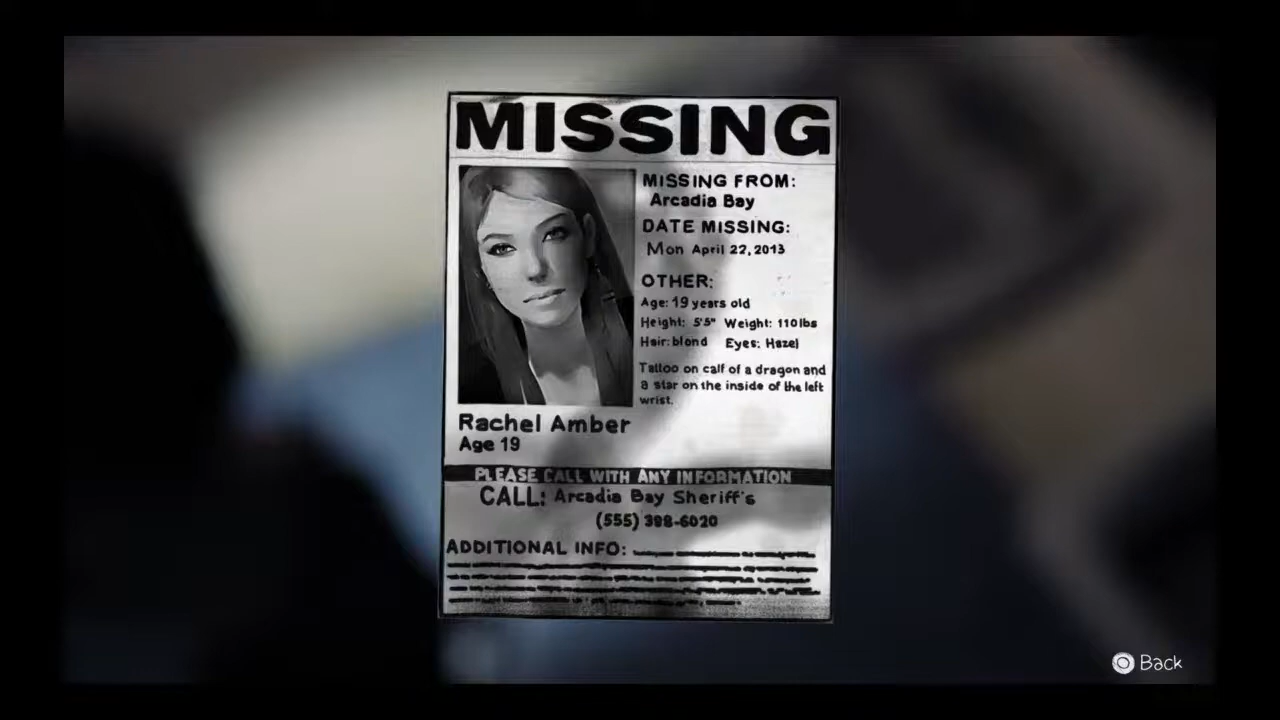 MISSING
MISSING FROM:
Arcadia Bay
DATE MISSING:
Mon April 22, 2013
OTHER:
Age: 19 years old
Height: 5'5" Weight: 110lbs
Hair: blond Eyes: Hazel
Tattoo on calf of a dragon and
a star on the inside of the left
wrist.
Rachel Amber
Age 19
PLEASE CALL WITH ANY INFORMATION
CALL: Arcadia Bay Sheriff's
(555) 398-6020
ADDITIONAL INFO:
Back